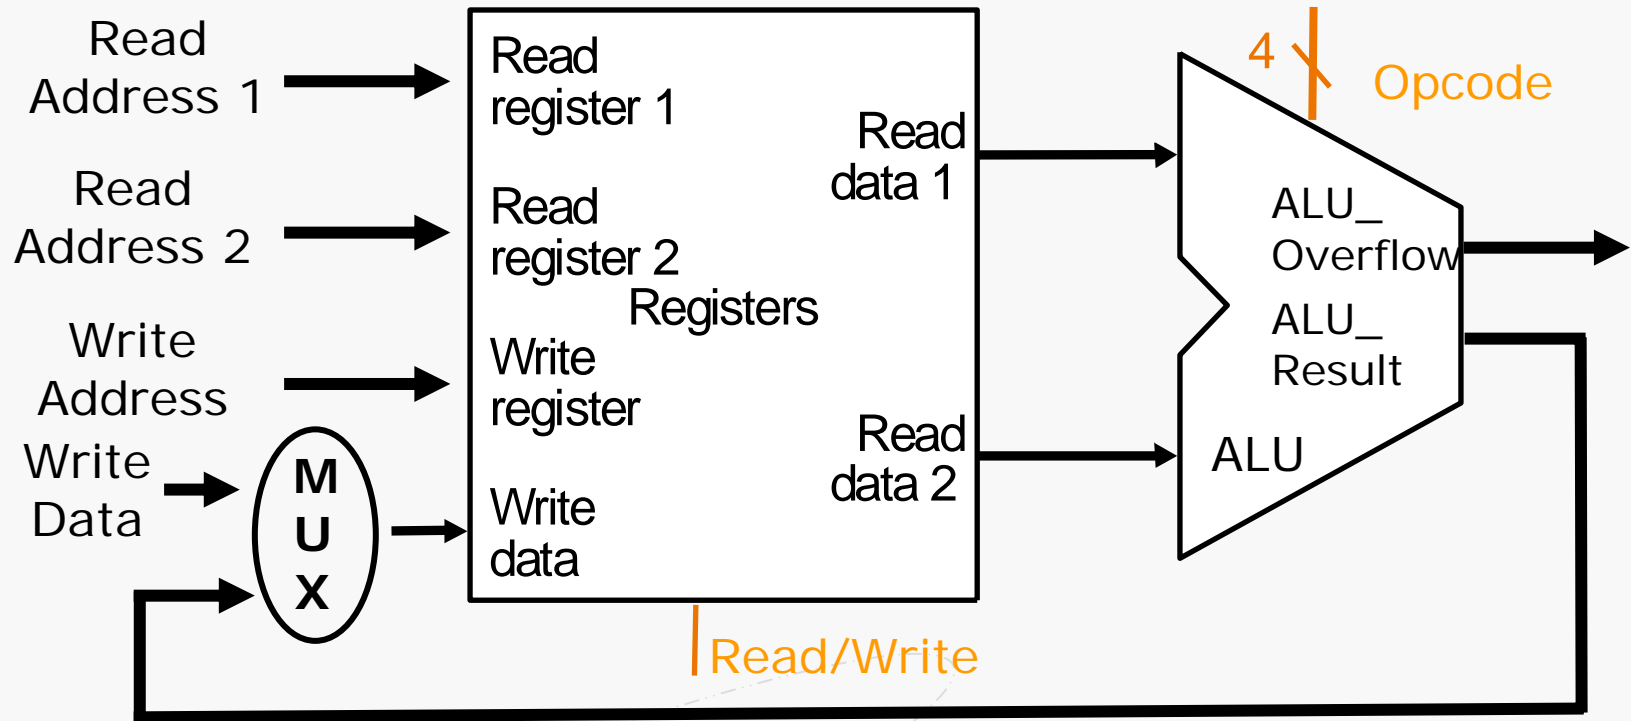 Read
Address 1
Read
Address 2
Write
Address
Write
Data
M
U
X
Read
register 1
Read
register 2
Registers
Write
register
Write
data
Read
data 1
Read
data 2
Read/Write
4
Opcode
ALU_
Overflow
ALU_
Result
ALU